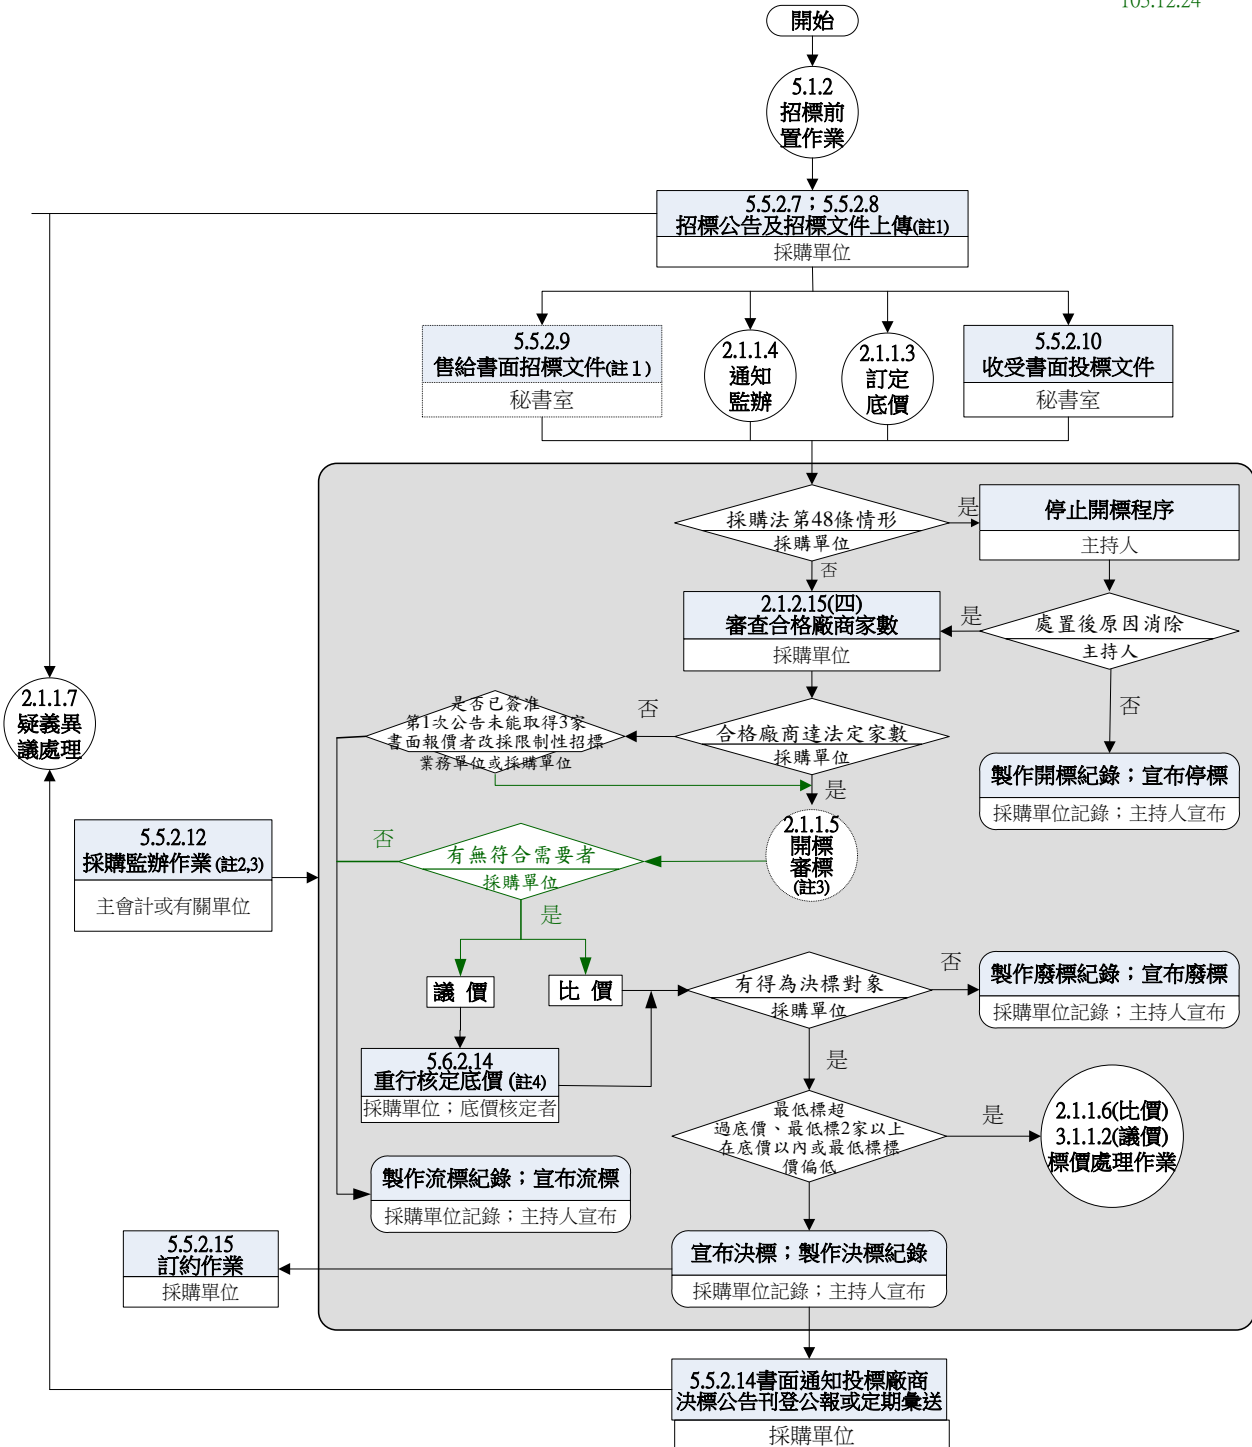 105.12.24
開始
5.1.2
招標前
置作業
5.5.2.7；5.5.2.8
招標公告及招標文件上傳(註1)
採購單位
5.5.2.9
售給書面招標文件(註１)
秘書室
2.1.1.4
通知
監辦
2.1.1.3
訂定
底價
5.5.2.10
收受書面投標文件
秘書室
採購法第48條情形
採購單位
是
停止開標程序
主持人
否
2.1.2.15(四)
審查合格廠商家數
採購單位
是
處置後原因消除
主持人
否
2.1.1.7
疑義異
議處理
是否已簽准
第1次公告未能取得3家
書面報價者改採限制性招標
業務單位或採購單位
否
合格廠商達法定家數
採購單位
是
製作開標紀錄；宣布停標
採購單位記錄；主持人宣布
5.5.2.12
採購監辦作業(註2,3)
主會計或有關單位
否
有無符合需要者
採購單位
是
2.1.1.5
開標
審標
(註3)
議 價
比 價
有得為決標對象
採購單位
否
製作廢標紀錄；宣布廢標
採購單位記錄；主持人宣布
5.6.2.14
重行核定底價(註4)
採購單位；底價核定者
是
最低標超
過底價、最低標2家以上
在底價以內或最低標標
價偏低
是
2.1.1.6(比價)
3.1.1.2(議價)
標價處理作業
製作流標紀錄；宣布流標
採購單位記錄；主持人宣布
5.5.2.15
訂約作業
採購單位
宣布決標；製作決標紀錄
採購單位記錄；主持人宣布
5.5.2.14書面通知投標廠商
決標公告刊登公報或定期彙送
採購單位